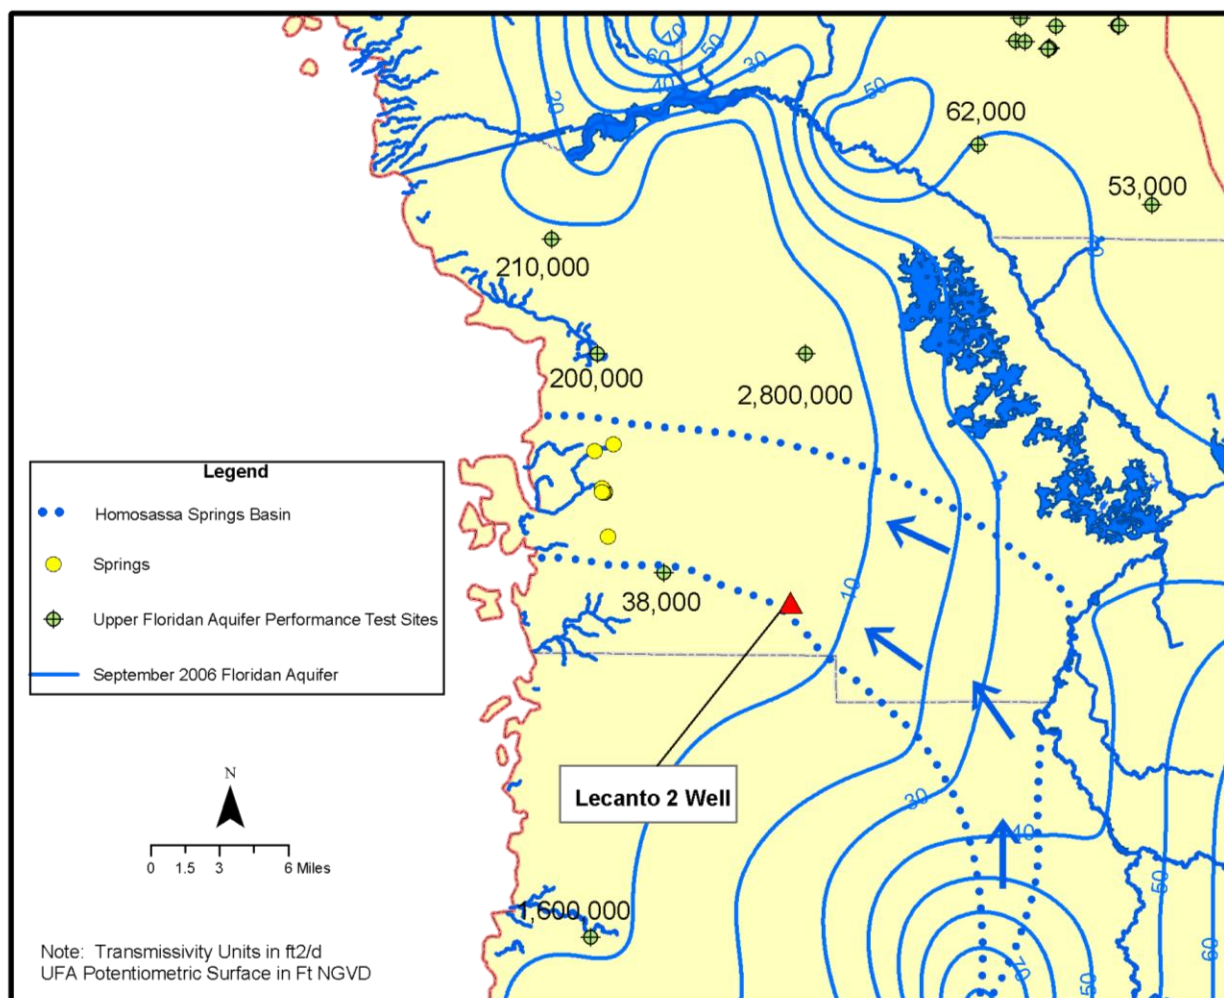 70
50
60
30
40
20
50
62,000
53,000
210,000
200,000
2,800,000
Legend
Homosassa Springs Basin
Springs
Upper Floridan Aquifer Performance Test Sites
September 2006 Floridan Aquifer
38,000
10
Lecanto 2 Well
30
40
N
0 1.5 3 6 Miles
1,600,000
50
60
70
50
Note: Transmissivity Units in ft2/d
UFA Potentiometric Surface in Ft NGVD